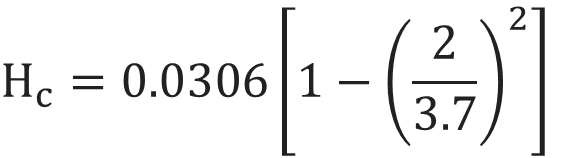 H_c = 0.0306 [1 − (2/3.7)^2]